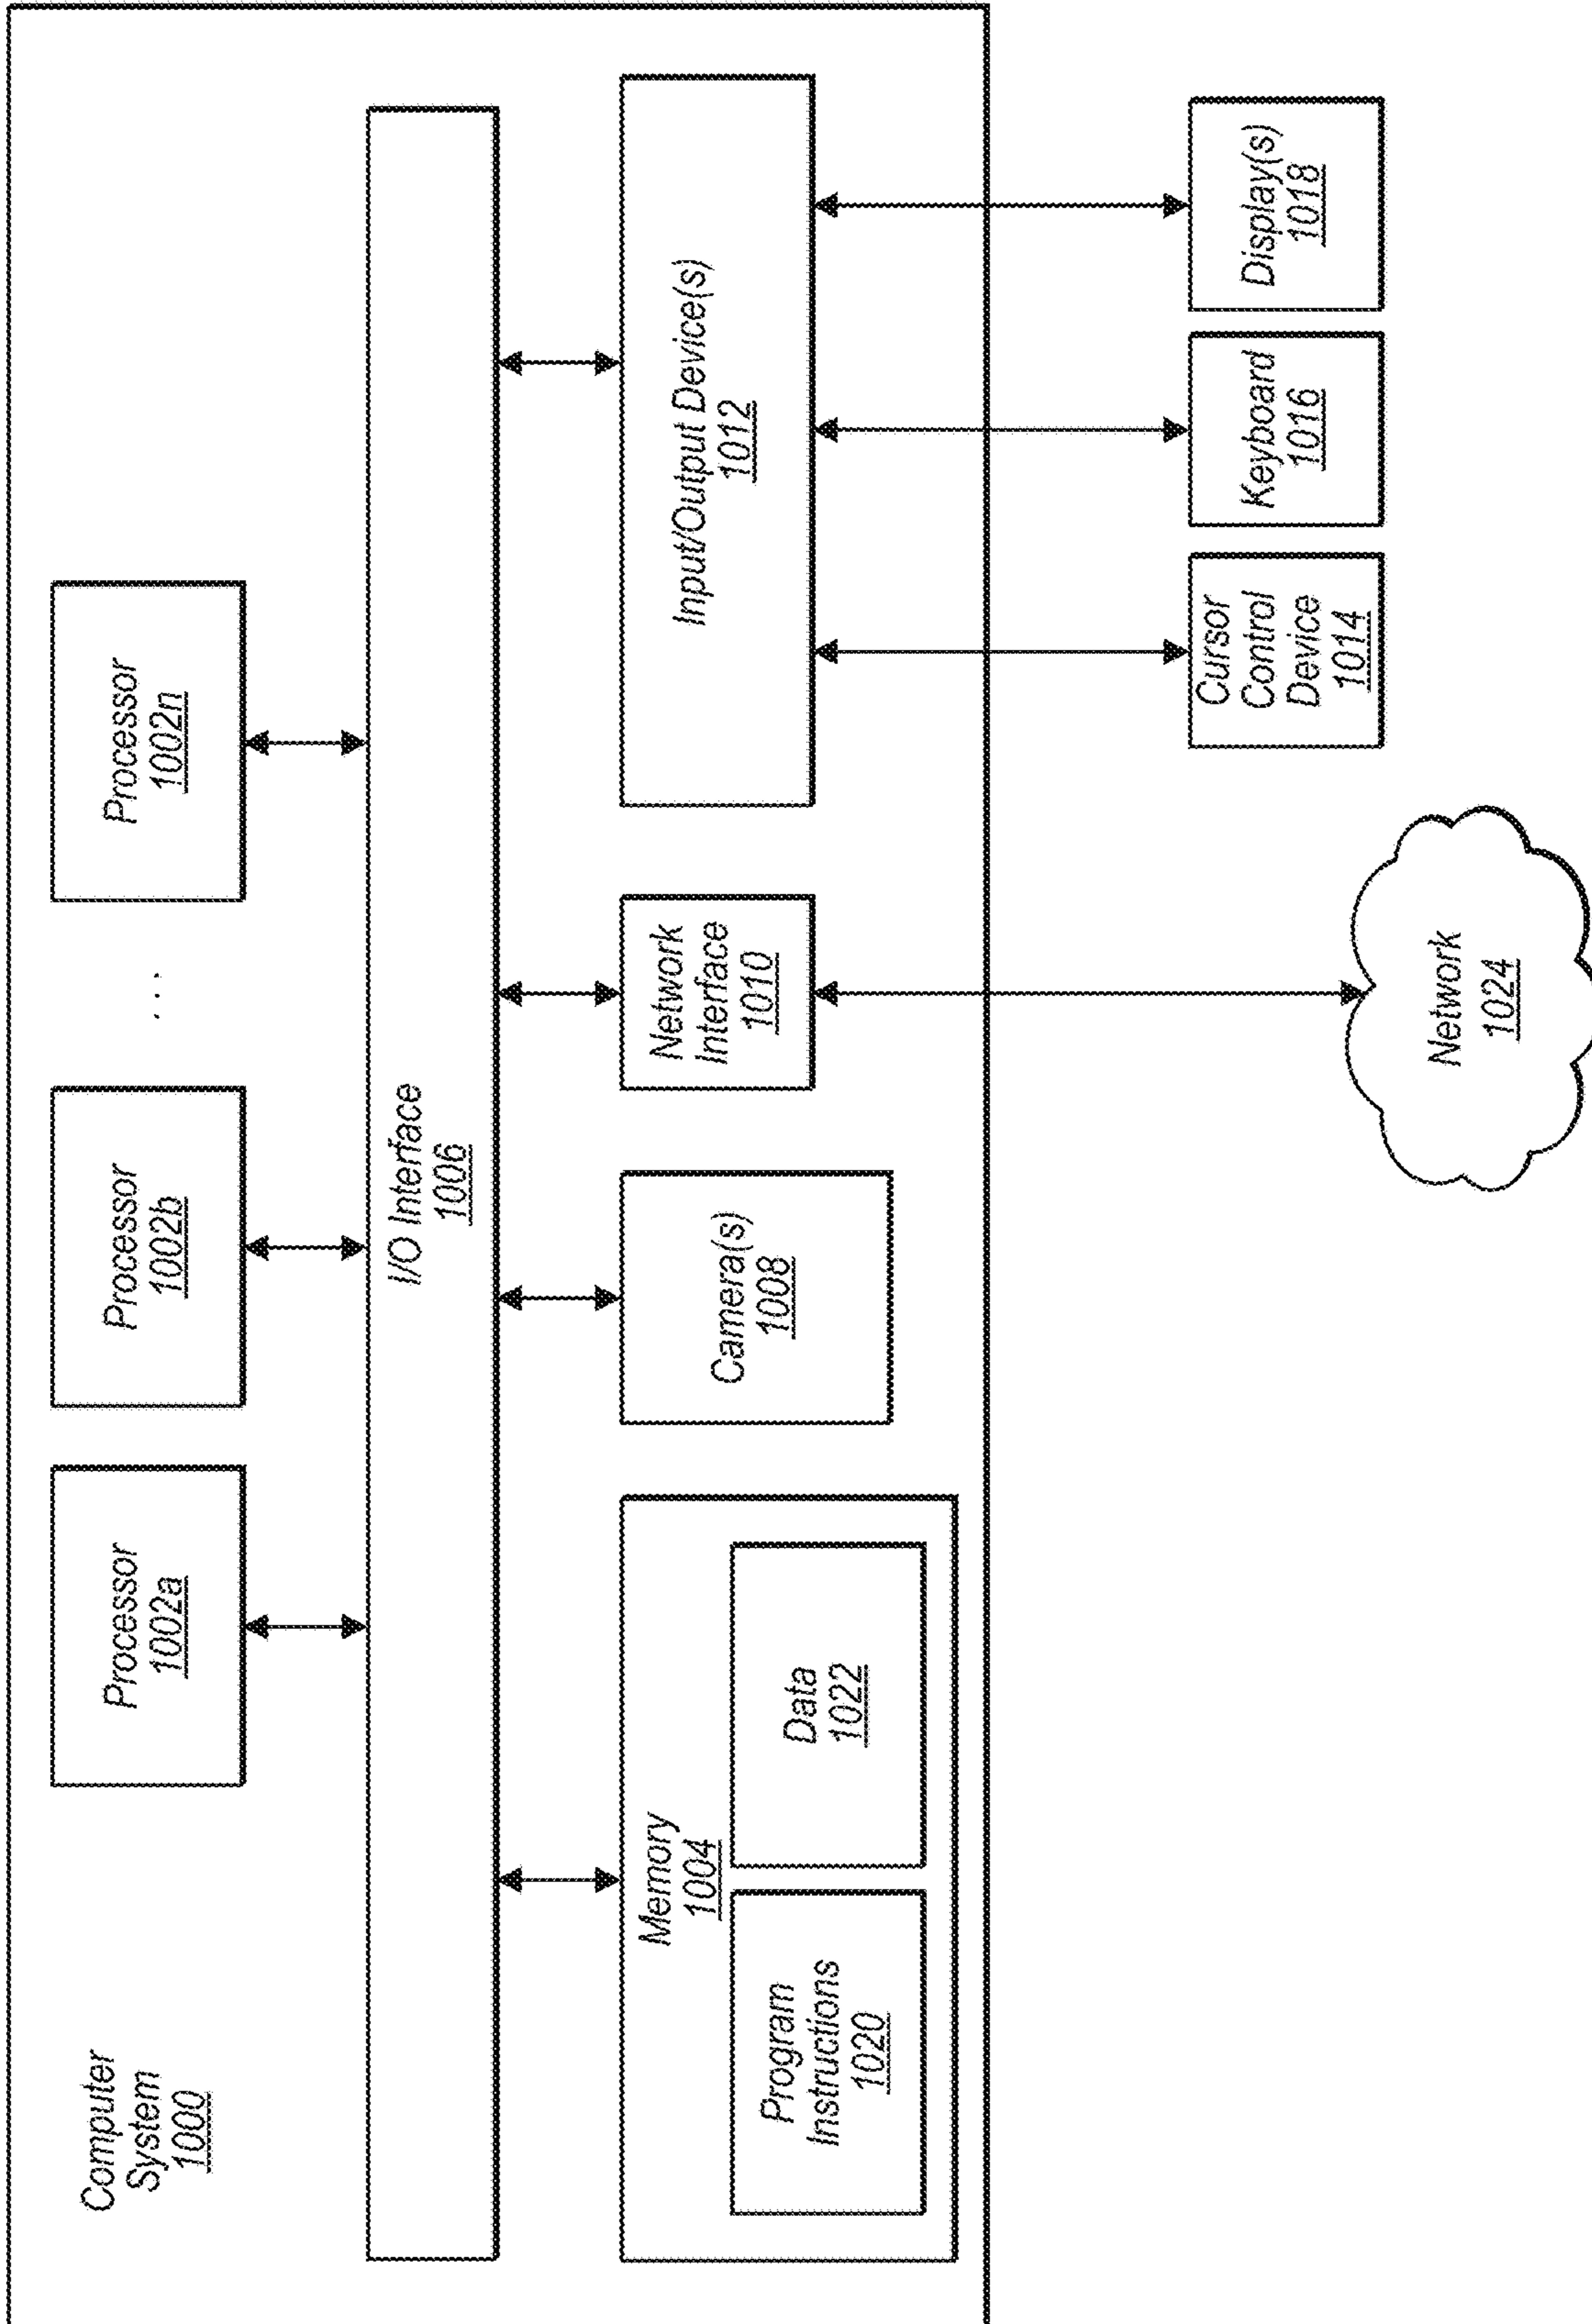 Computer
System
1000
Processor
1002a
Processor
1002b
. . .
Processor
1002n
I/O Interface
1006
Memory
1004
Program
Instructions
1020
Data
1022
Camera(s)
1008
Network
Interface
1010
Input/Output Device(s)
1012
Network
1024
Cursor
Control
Device
1014
Keyboard
1016
Display(s)
1018